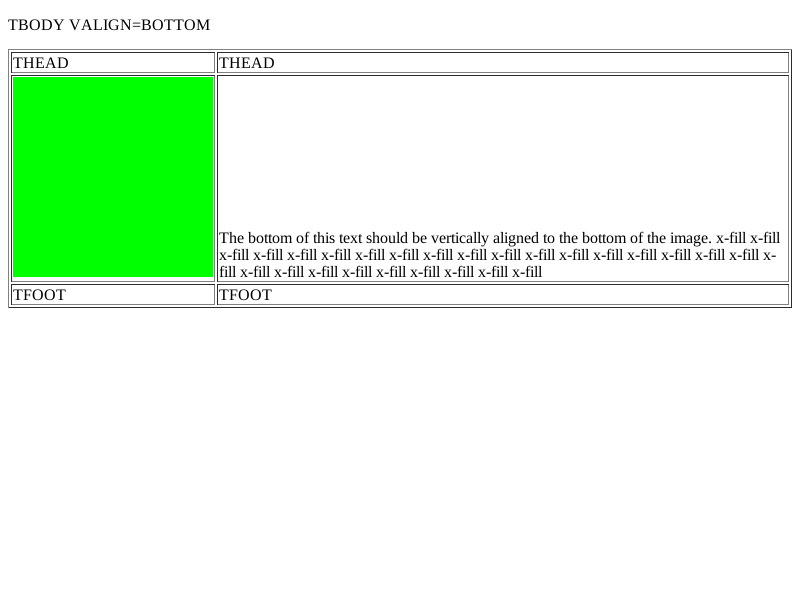 TBODY VALIGN=BOTTOM
THEAD THEAD
The bottom of this text should be vertically aligned to the bottom of the image. x-fill x-fill
x-fill x-fill x-fill x-fill x-fill x-fill x-fill x-fill x-fill x-fill x-fill x-fill x-fill x-fill x-fill x-fill x-
fill x-fill x-fill x-fill x-fill x-fill x-fill x-fill x-fill x-fill
TFOOT TFOOT